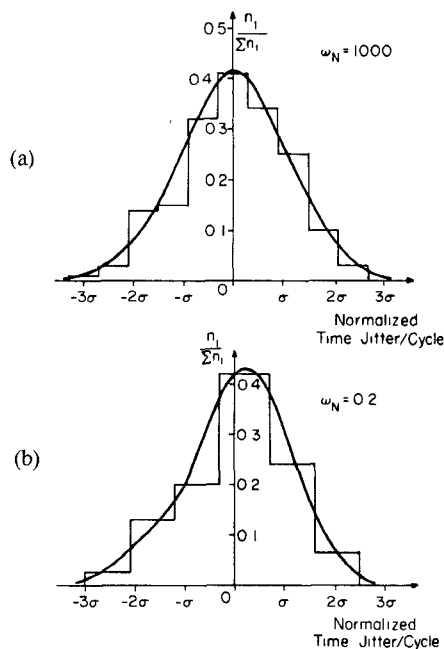 (a)
n₁
Σn₁
ω_N = 1000
0.5
0.4
0.3
0.2
0.1
-3σ -2σ -σ 0 σ 2σ 3σ
Normalized
Time Jitter/Cycle
(b)
n₁
Σn₁
ω_N = 0.2
0.4
0.3
0.2
0.1
-3σ -2σ -σ 0 σ 2σ 3σ
Normalized
Time Jitter/Cycle